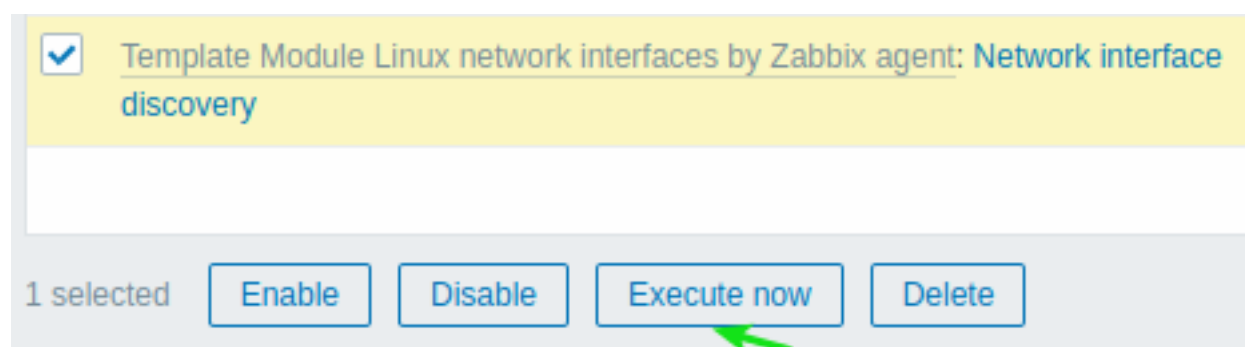 Template Module Linux network interfaces by Zabbix agent: Network interface
discovery
1 selected Enable Disable Execute now Delete